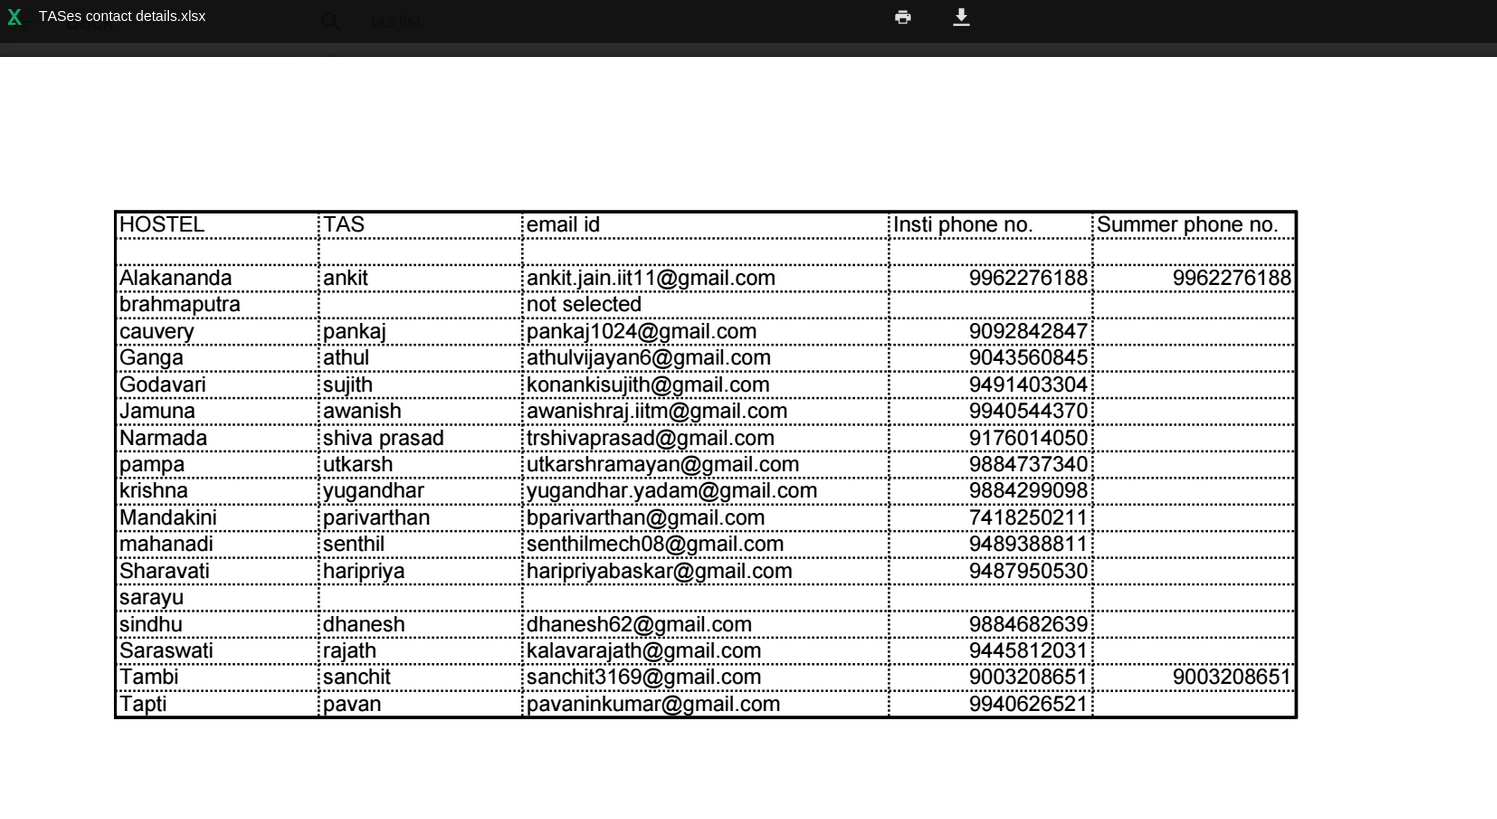 TASes contact details.xlsx
tas list
HOSTEL TAS email id Insti phone no. Summer phone no.
Alakananda ankit ankit.jain.iit11@gmail.com 9962276188 9962276188
brahmaputra not selected
cauvery pankaj pankaj1024@gmail.com 9092842847
Ganga athul athulvijayan6@gmail.com 9043560845
Godavari sujith konankisujith@gmail.com 9491403304
Jamuna awanish awanishraj.iitm@gmail.com 9940544370
Narmada shiva prasad trshivaprasad@gmail.com 9176014050
pampa utkarsh utkarshramayan@gmail.com 9884737340
krishna yugandhar yugandhar.yadam@gmail.com 9884299098
Mandakini parivarthan bparivarthan@gmail.com 7418250211
mahanadi senthil senthilmech08@gmail.com 9489388811
Sharavati haripriya haripriyabaskar@gmail.com 9487950530
sarayu
sindhu dhanesh dhanesh62@gmail.com 9884682639
Saraswati rajath kalavarajath@gmail.com 9445812031
Tambi sanchit sanchit3169@gmail.com 9003208651 9003208651
Tapti pavan pavaninkumar@gmail.com 9940626521